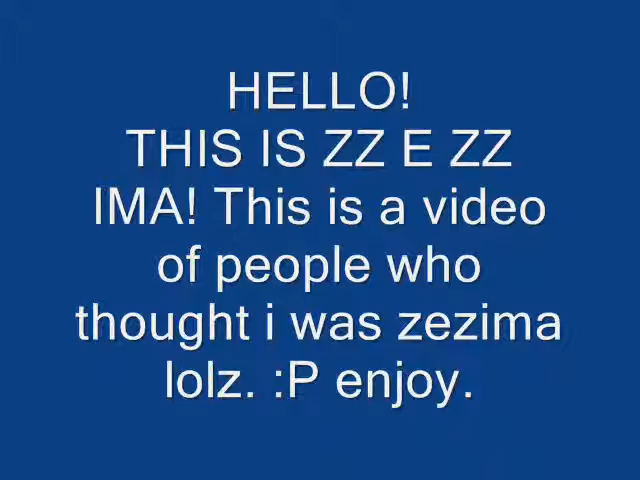 HELLO!
THIS IS ZZ E ZZ
IMA! This is a video
of people who
thought i was zezima
lolz. :P enjoy.